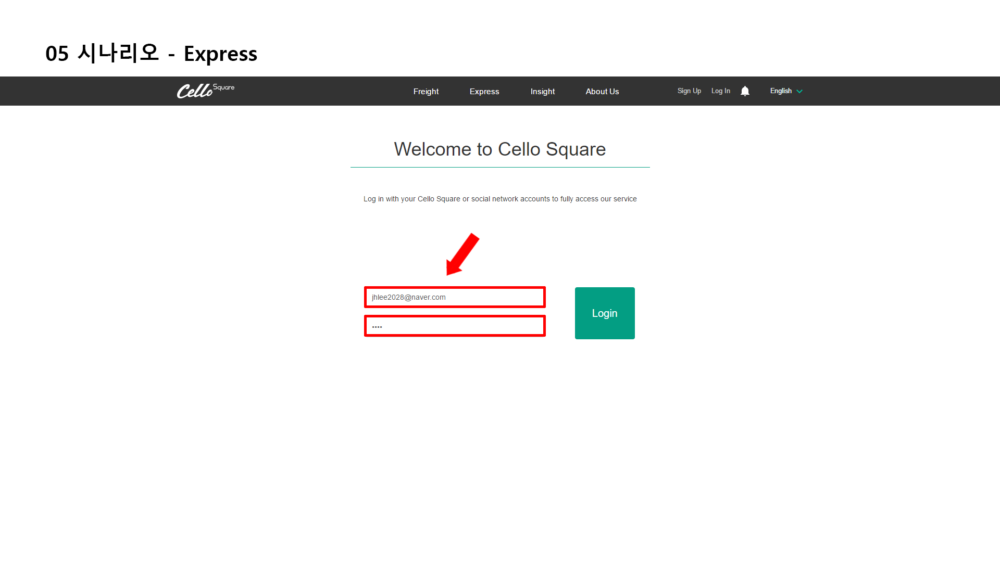 05 시나리오 - Express
Cello Square Freight Express Insight About Us Sign Up Log In English
Welcome to Cello Square
Log in with your Cello Square or social network accounts to fully access our service
jhlee2028@naver.com
••••
Login